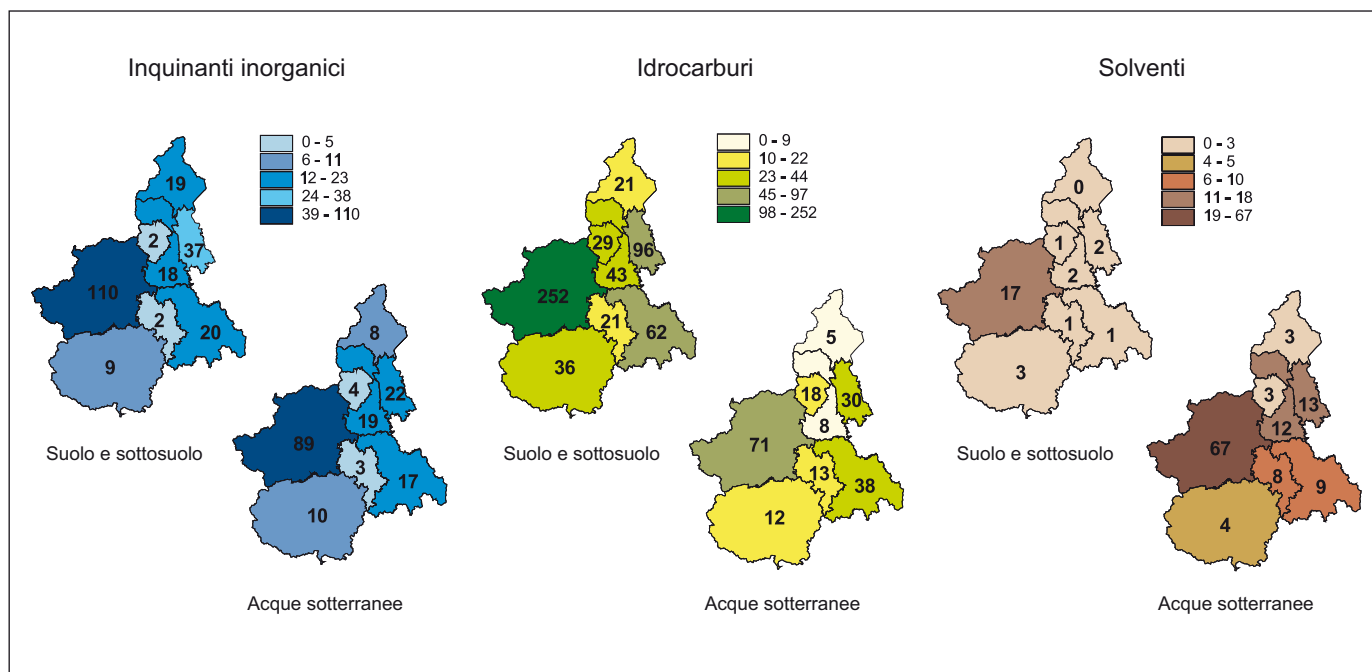 Inquinanti inorganici
0 - 5
6 - 11
12 - 23
24 - 38
39 - 110
19
2
37
18
110
2
20
9
Suolo e sottosuolo
8
4
22
19
89
3
17
10
Acque sotterranee
Idrocarburi
0 - 9
10 - 22
23 - 44
45 - 97
98 - 252
21
29
96
43
252
21
62
36
Suolo e sottosuolo
5
18
30
8
71
13
38
12
Acque sotterranee
Solventi
0 - 3
4 - 5
6 - 10
11 - 18
19 - 67
0
1
2
2
17
1
1
3
Suolo e sottosuolo
3
3
13
12
67
8
9
4
Acque sotterranee